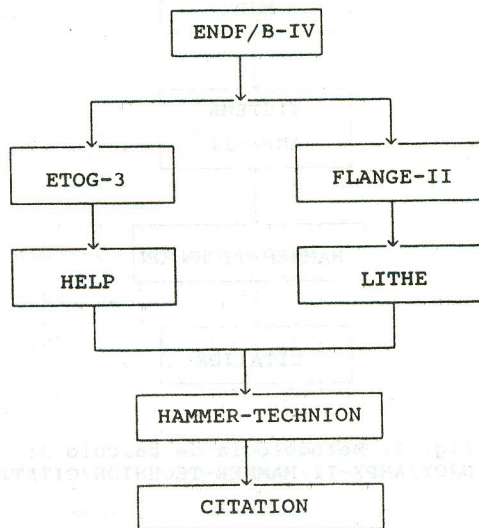 ENDF/B-IV
ETOG-3
FLANGE-II
HELP
LITHE
HAMMER-TECHNION
CITATION